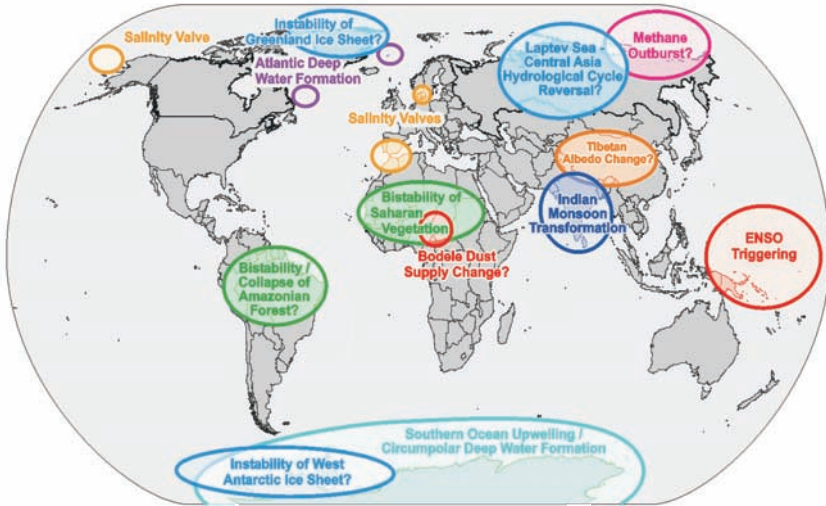 Salinity Valve
Instability of
Greenland Ice Sheet?
Atlantic Deep
Water Formation
Laptev Sea -
Central Asia
Hydrological Cycle
Reversal?
Methane
Outburst?
Salinity Valves
Tibetan
Albedo Change?
Bistability of
Saharan
Vegetation
Indian
Monsoon
Transformation
Bodele Dust
Supply Change?
ENSO
Triggering
Bistability /
Collapse of
Amazonian
Forest?
Southern Ocean Upwelling /
Circumpolar Deep Water Formation
Instability of West
Antarctic Ice Sheet?